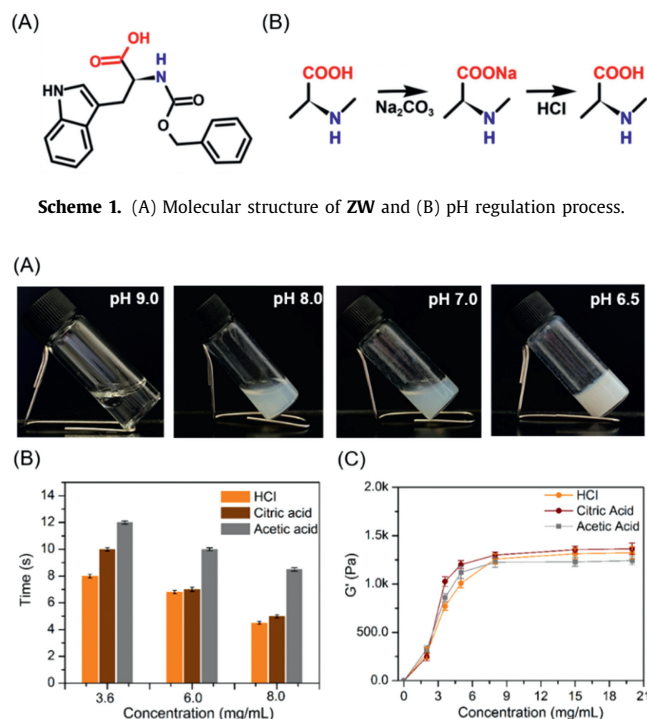 (A)
(B)
OH
O
H
N
HN
O
O
COOH
N
H
Na₂CO₃
COONa
N
H
HCl
COOH
N
H
Scheme 1. (A) Molecular structure of ZW and (B) pH regulation process.
(A)
pH 9.0
pH 8.0
pH 7.0
pH 6.5
(B)
Time (s)
14
12
10
8
6
4
2
0
HCl
Citric acid
Acetic acid
3.6
6.0
8.0
Concentration (mg/mL)
(C)
G' (Pa)
2.0k
1.5k
1.0k
500.0
0.0
HCl
Citric Acid
Acetic Acid
0 3 6 9 12 15 18 21
Concentration (mg/mL)